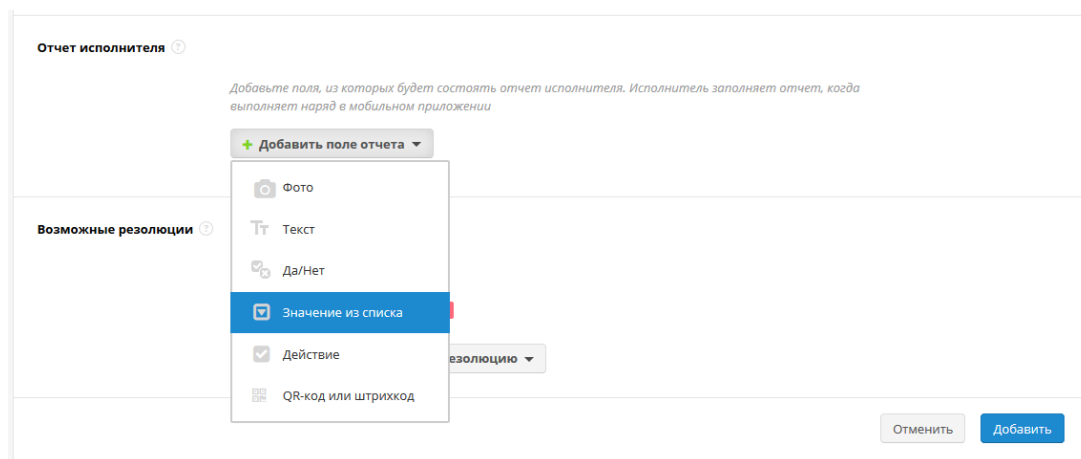 Отчет исполнителя ?
Добавьте поля, из которых будет состоять отчет исполнителя. Исполнитель заполняет отчет, когда
выполняет наряд в мобильном приложении
+ Добавить поле отчета
Фото
Возможные резолюции ?
Тт Текст
Да/Нет
Значение из списка
Действие
езолюцию
QR-код или штрихкод
Отменить
Добавить